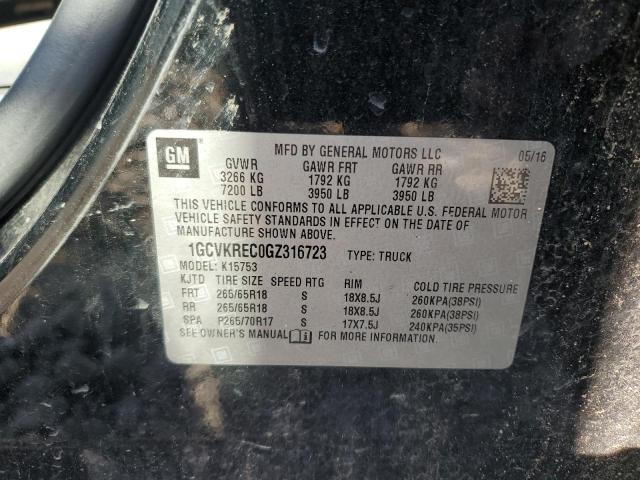 GM
MFD BY GENERAL MOTORS LLC 05/16
GVWR GAWR FRT GAWR RR
3266 KG 1792 KG 1792 KG
7200 LB 3950 LB 3950 LB
THIS VEHICLE CONFORMS TO ALL APPLICABLE U.S. FEDERAL MOTOR
VEHICLE SAFETY STANDARDS IN EFFECT ON THE DATE OF
MANUFACTURE SHOWN ABOVE.
1GCVKREC0GZ316723 TYPE: TRUCK
MODEL: K15753
KJTD TIRE SIZE SPEED RTG RIM COLD TIRE PRESSURE
FRT 265/65R18 S 18X8.5J 260KPA(38PSI)
RR 265/65R18 S 18X8.5J 260KPA(38PSI)
SPA P265/70R17 S 17X7.5J 240KPA(35PSI)
SEE OWNER'S MANUAL i FOR MORE INFORMATION.